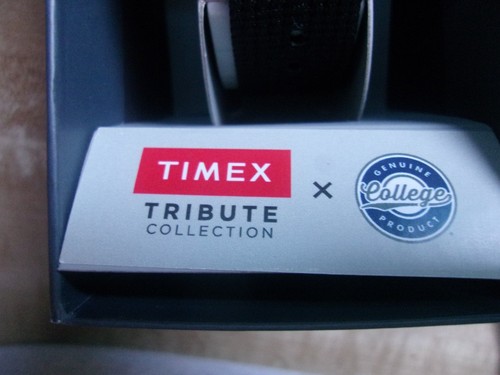 TIMEX
TRIBUTE
COLLECTION
×
GENUINE
College
PRODUCT